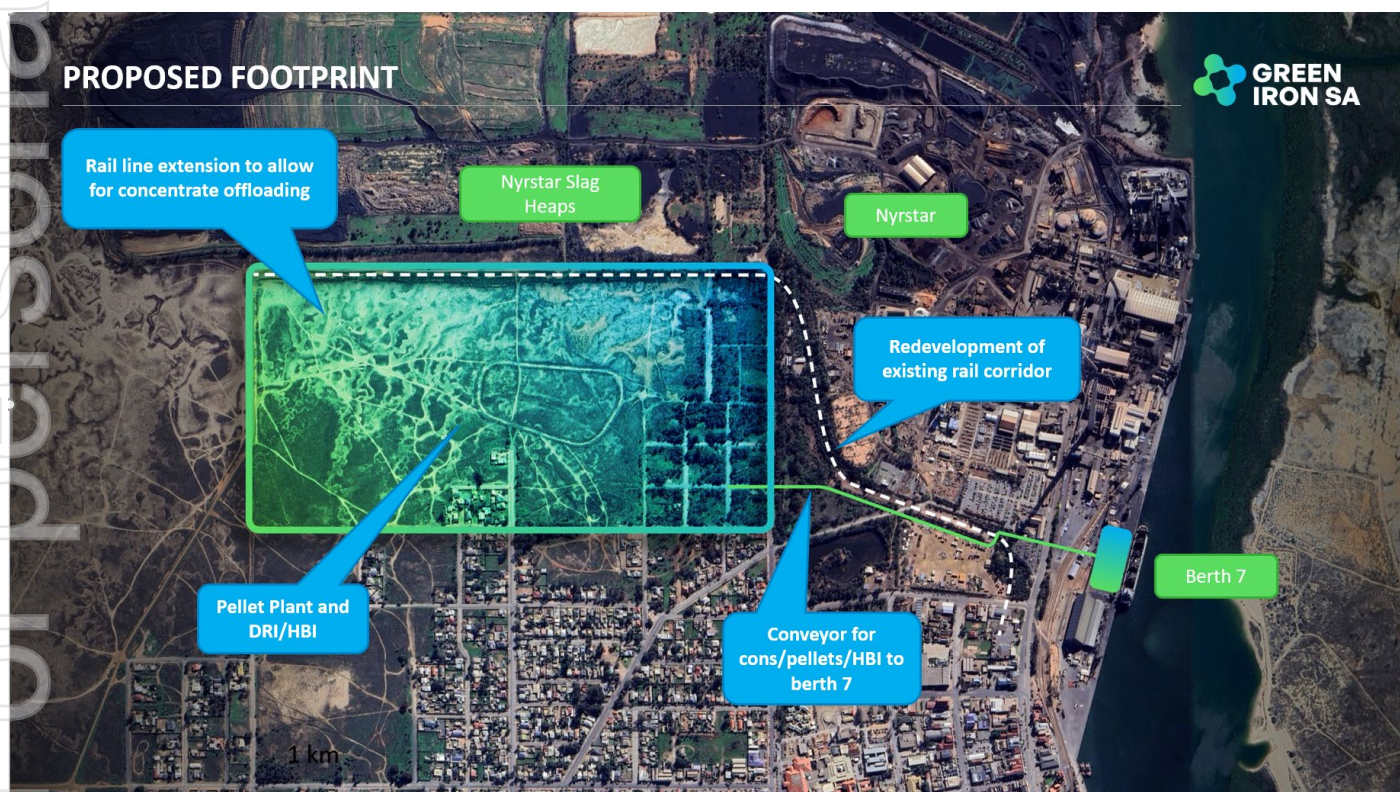 PROPOSED FOOTPRINT
GREEN
IRON SA
Rail line extension to allow
for concentrate offloading
Nyrstar Slag
Heaps
Nyrstar
Redevelopment of
existing rail corridor
Berth 7
Pellet Plant and
DRI/HBI
Conveyor for
cons/pellets/HBI to
berth 7
1 km
or personal